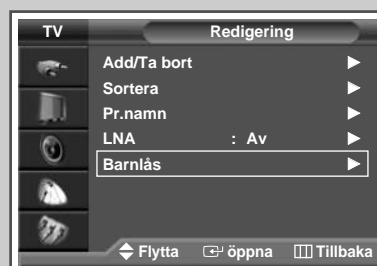 TV
Redigering
Add/Ta bort
Sortera
Pr.namn
LNA : Av
Barnlås
Flytta öppna Tillbaka